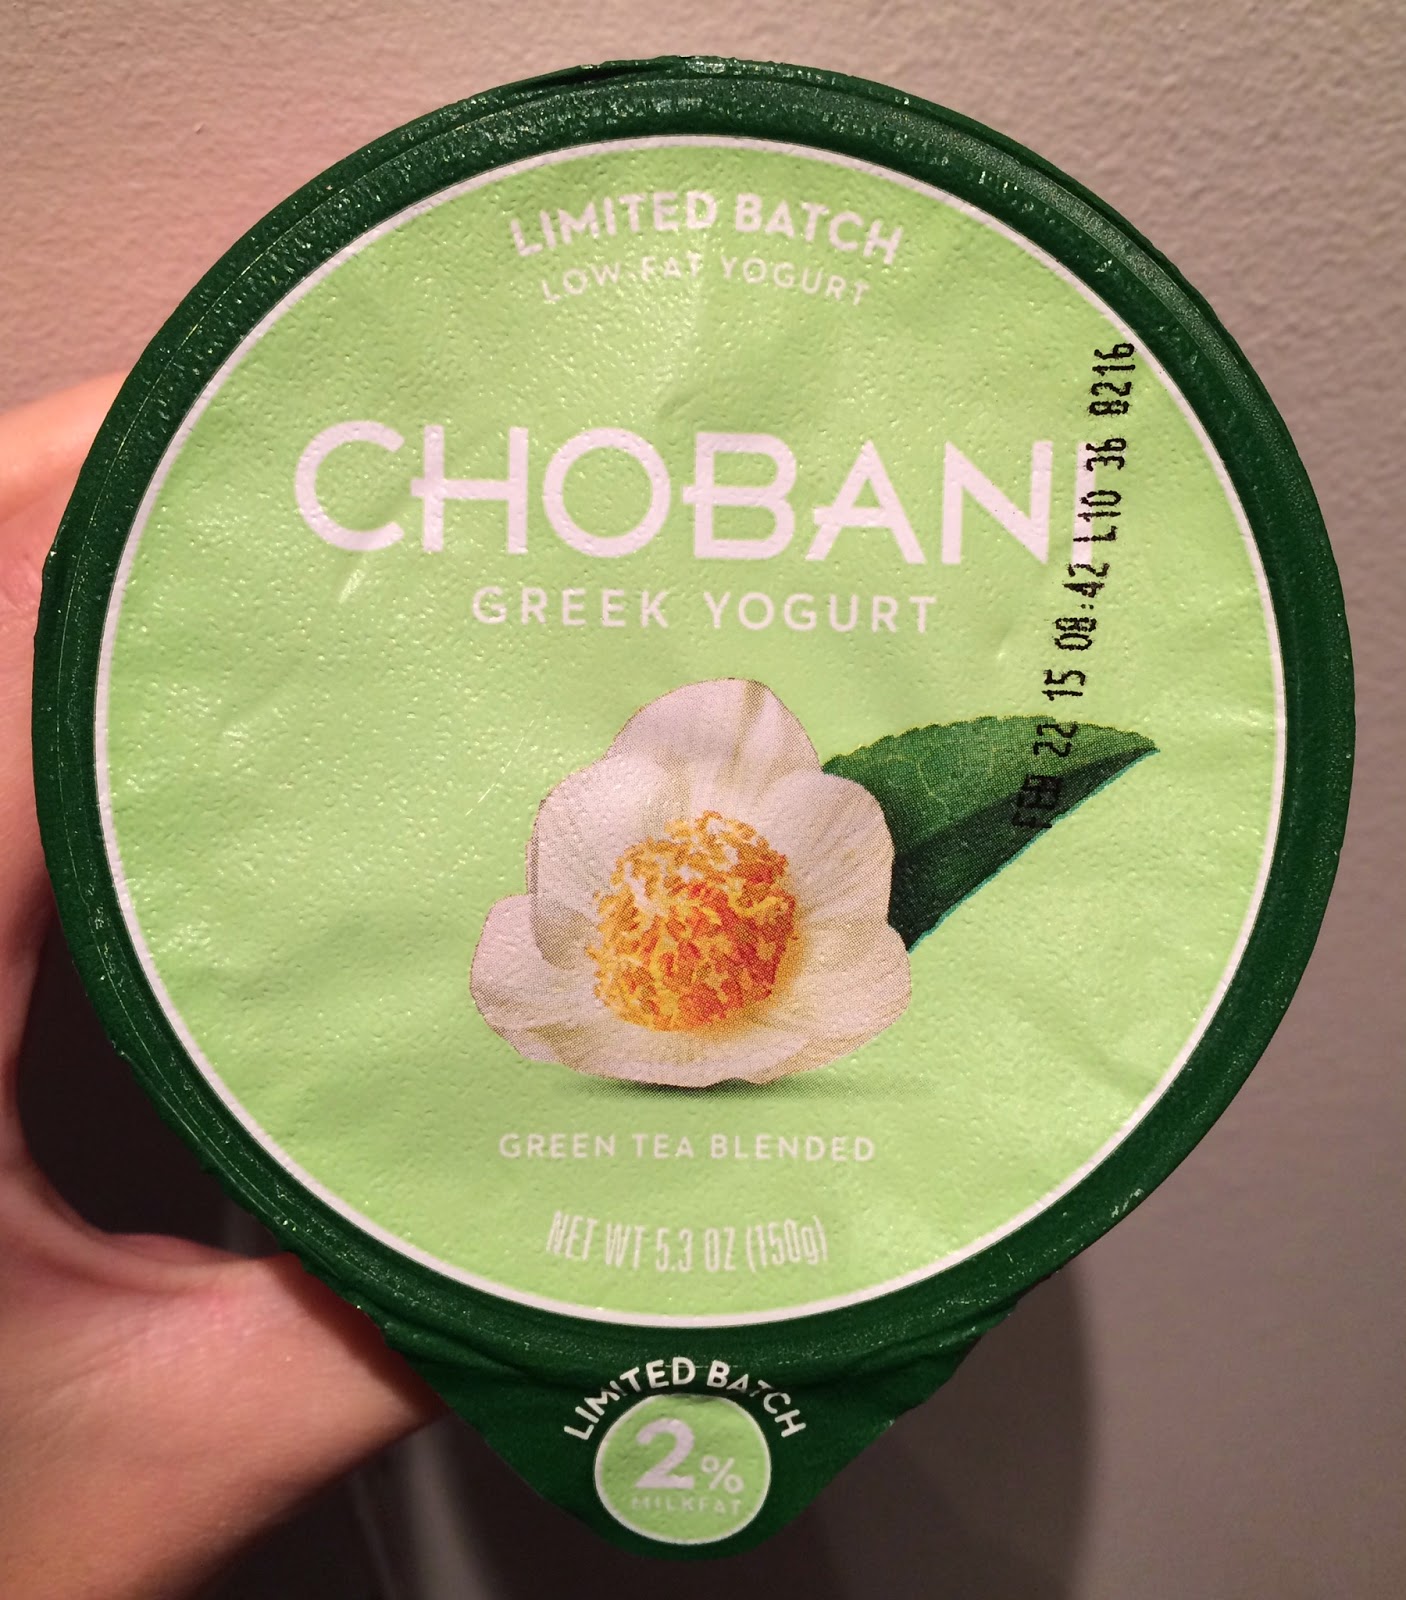 LIMITED BATCH
LOW-FAT YOGURT
CHOBANI
GREEK YOGURT
FEB 22 15 08:42 L10 36 8216
GREEN TEA BLENDED
NET WT 5.3 OZ (150g)
LIMITED BATCH
2%
MILKFAT